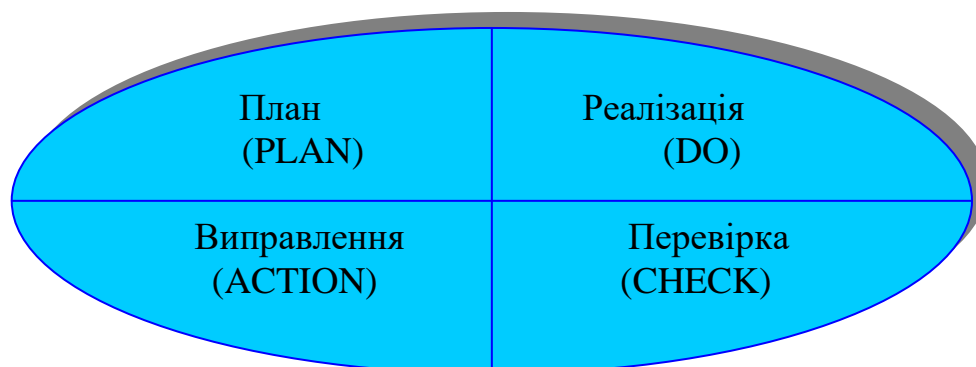 План
(PLAN)
Реалізація
(DO)
Виправлення
(ACTION)
Перевірка
(CHECK)